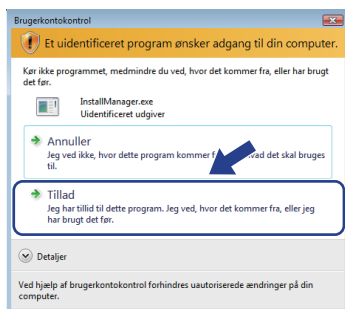 Brugerkontokontrol
Et uidentificeret program ønsker adgang til din computer.
Kør ikke programmet, medmindre du ved, hvor det kommer fra, eller har brugt
det før.
InstallManager.exe
Uidentificeret udgiver
Annuller
Jeg ved ikke, hvor dette program kommer f vad det skal bruges
til.
Tillad
Jeg har tillid til dette program. Jeg ved, hvor det kommer fra, eller jeg
har brugt det før.
Detaljer
Ved hjælp af brugerkontokontrol forhindres uautoriserede ændringer på din
computer.